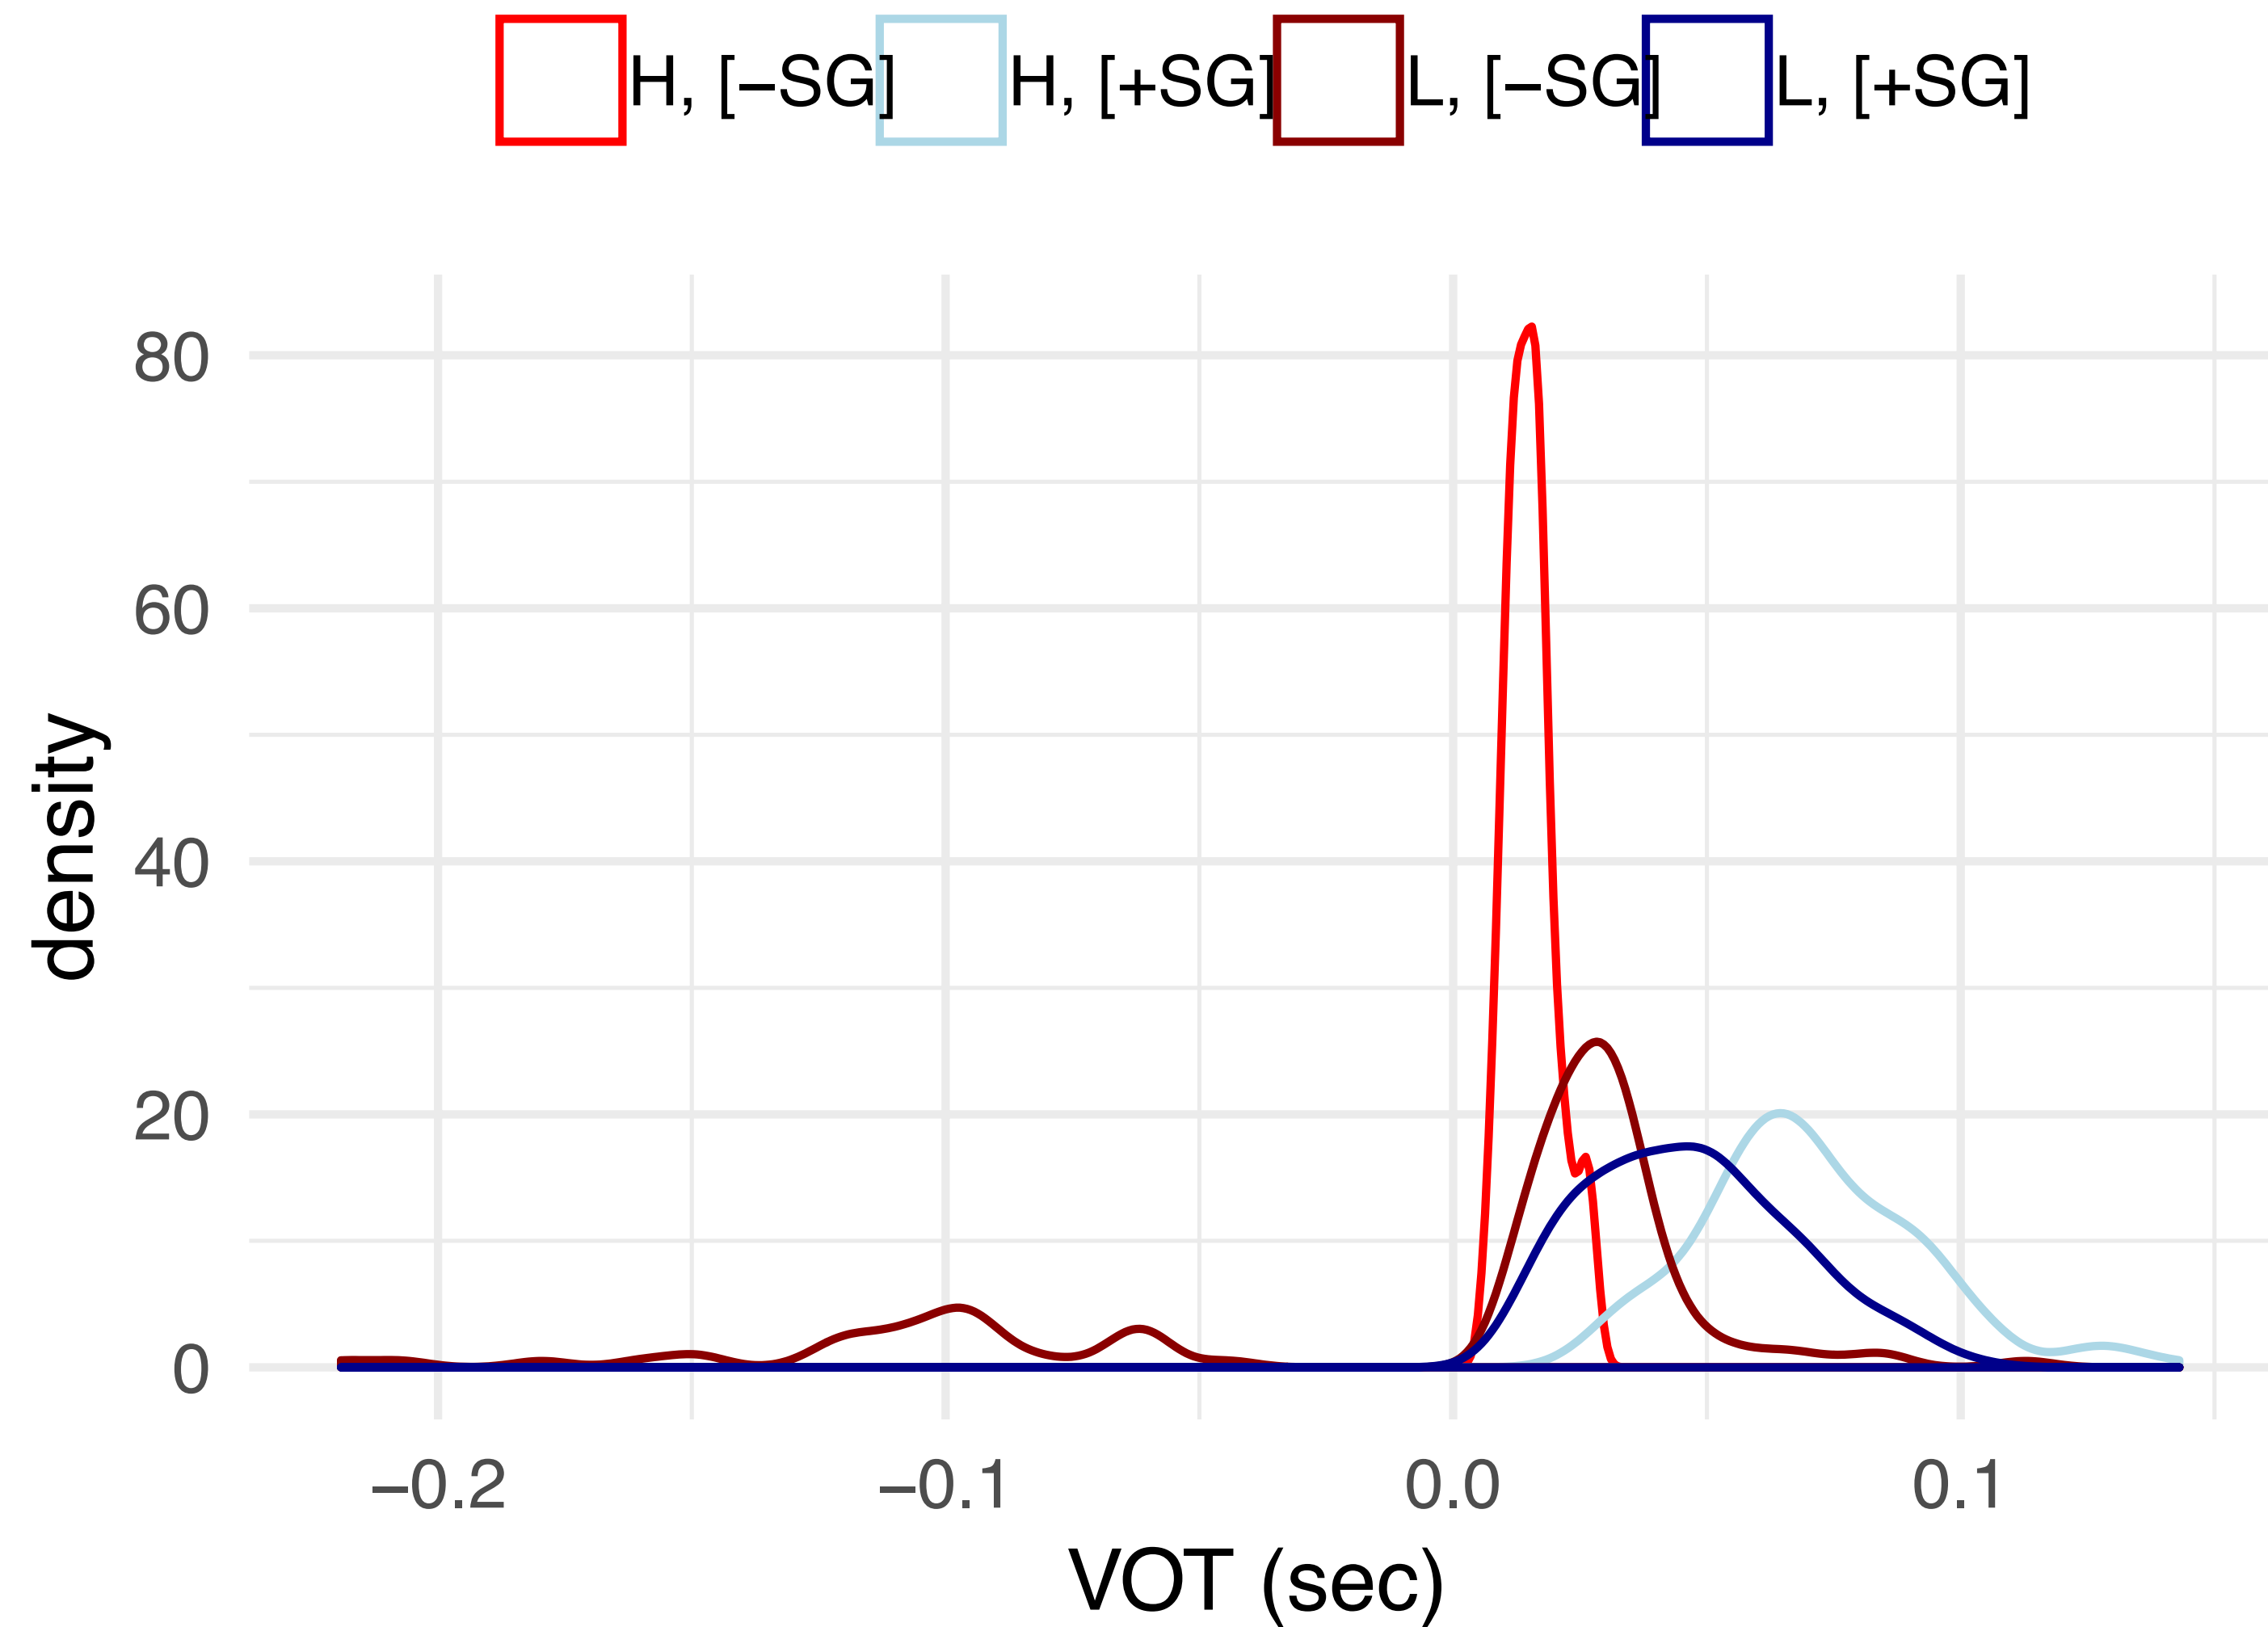 H, [−SG] H, [+SG] L, [−SG] L, [+SG]
80
60
40
20
0
density
−0.2 −0.1 0.0 0.1
VOT (sec)